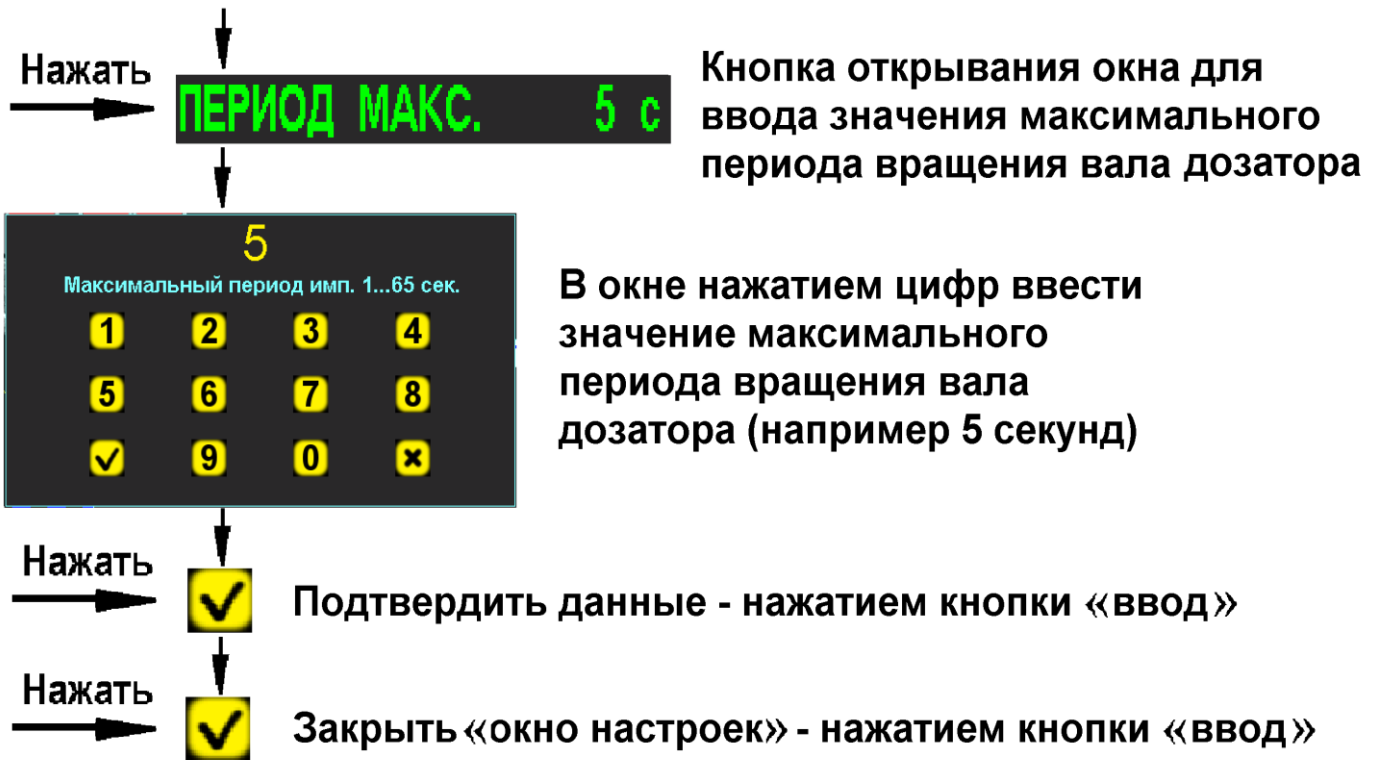 Нажать
ПЕРИОД МАКС. 5 с
Кнопка открывания окна для
ввода значения максимального
периода вращения вала дозатора
5
Максимальный период имп. 1...65 сек.
1 2 3 4
5 6 7 8
9 0
В окне нажатием цифр ввести
значение максимального
периода вращения вала
дозатора (например 5 секунд)
Нажать
Подтвердить данные - нажатием кнопки «ввод»
Нажать
Закрыть «окно настроек» - нажатием кнопки «ввод»